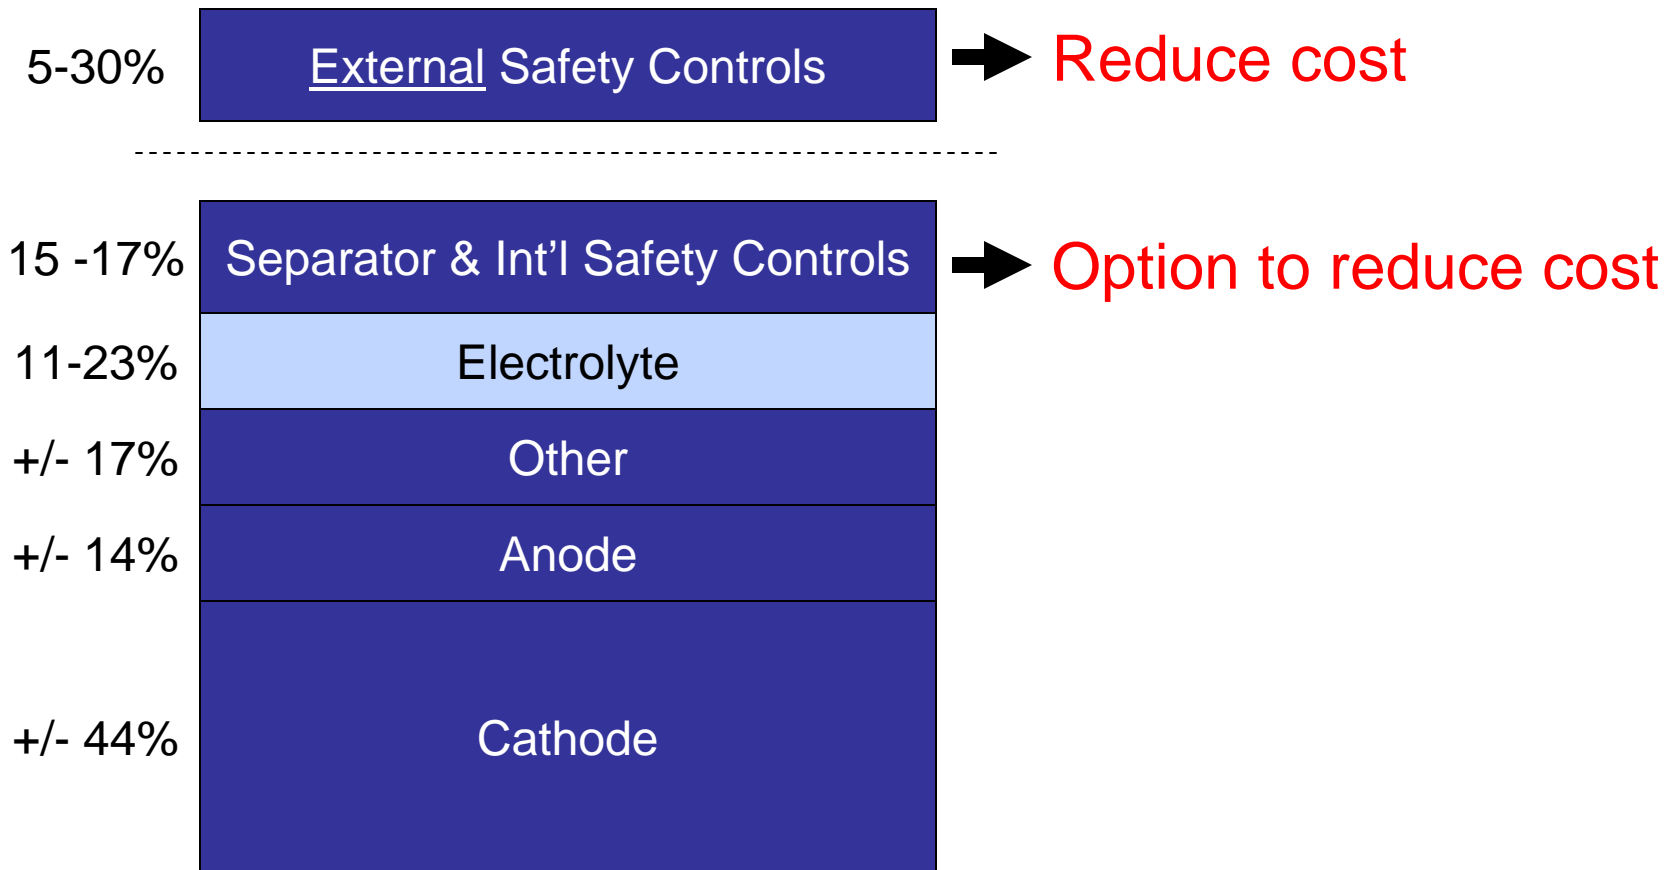 5-30% External Safety Controls Reduce cost
15 -17% Separator & Int'l Safety Controls Option to reduce cost
11-23% Electrolyte
+/- 17% Other
+/- 14% Anode
+/- 44% Cathode